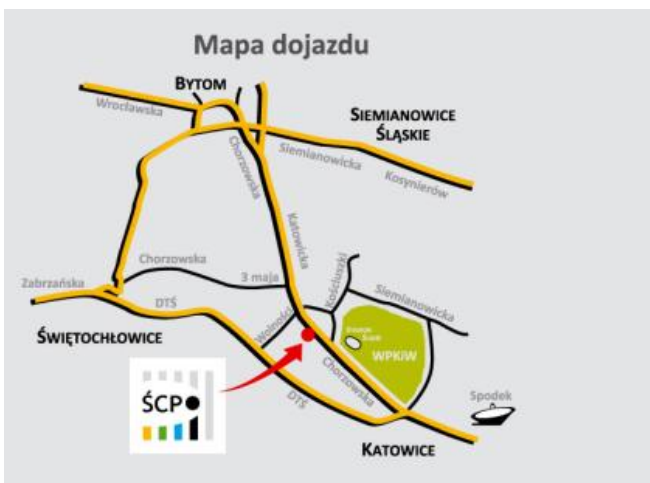 Mapa dojazdu
BYTOM
Wrocławska
SIEMIANOWICE
ŚLĄSKIE
Chorzowska
Siemianowicka
Kosynierów
Katowicka
Chorzowska
3 maja
Kościuszki
Zabrzańska
Siemianowicka
DTŚ
Wolności
ŚWIĘTOCHŁOWICE
WPKiW
Chorzowska
ŚCP
DTŚ
Spodek
KATOWICE